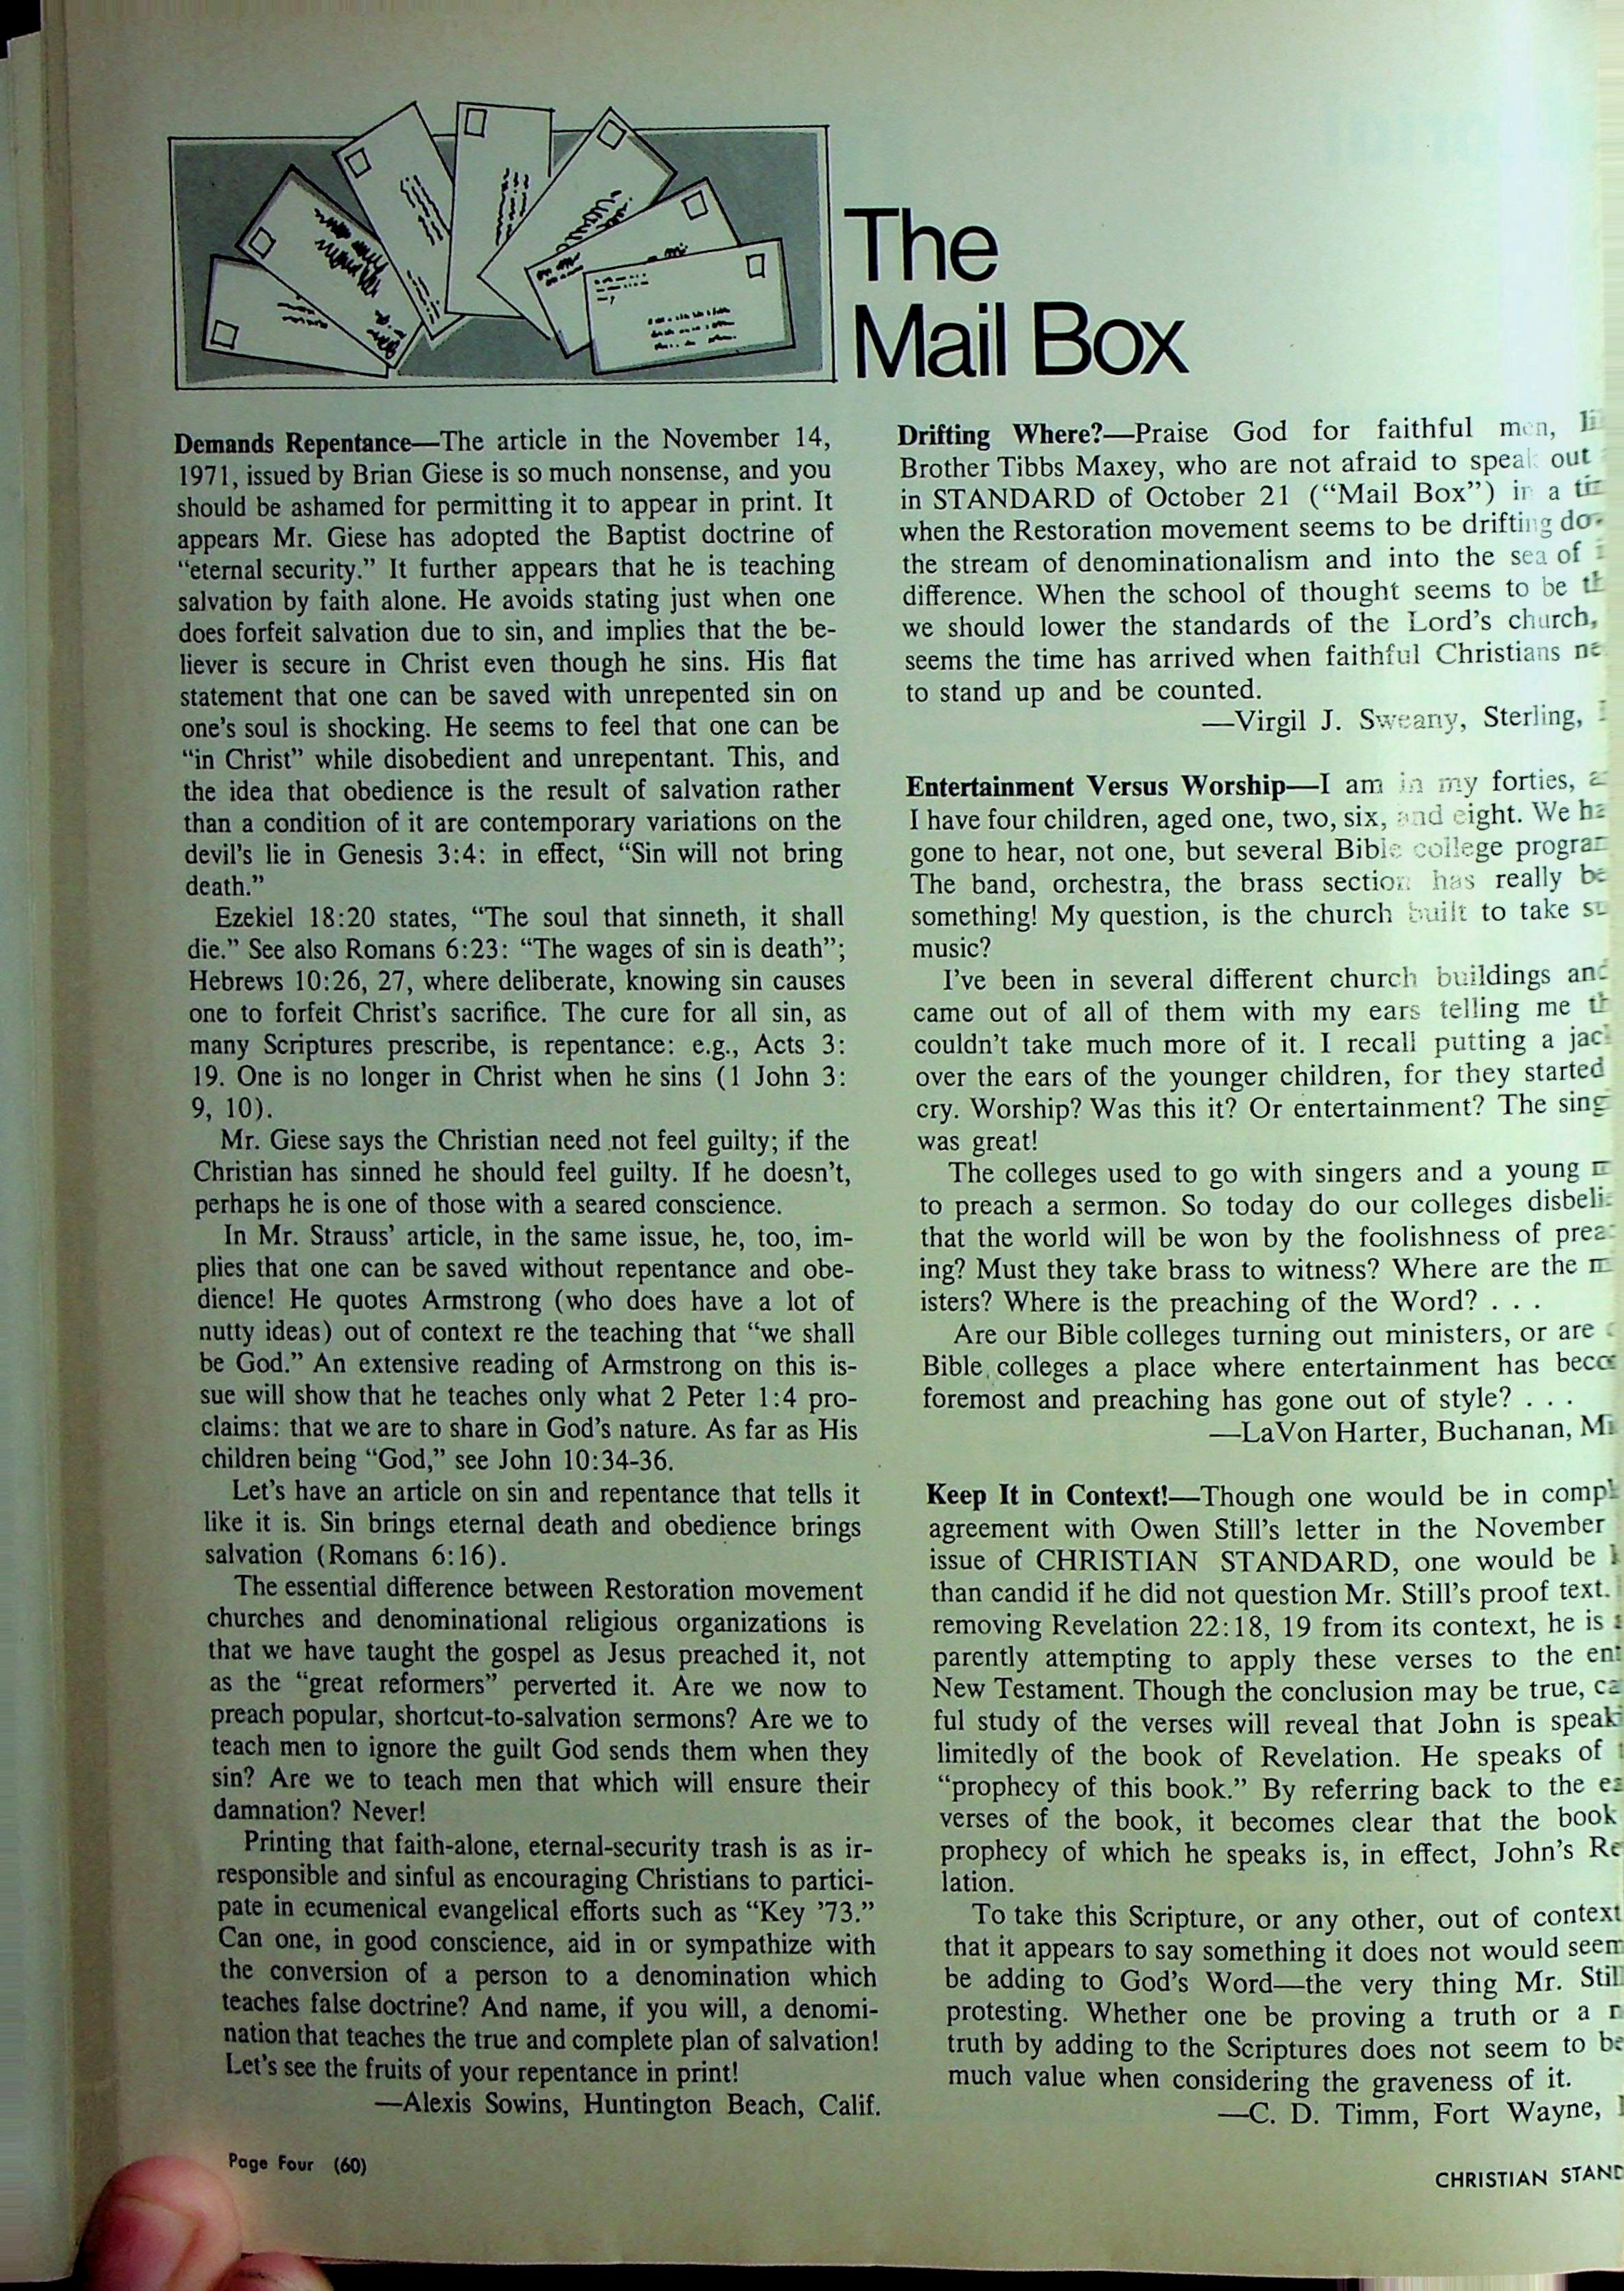 The
Mail Box
Demands Repentance—The article in the November 14,
1971, issued by Brian Giese is so much nonsense, and you
should be ashamed for permitting it to appear in print. It
appears Mr. Giese has adopted the Baptist doctrine of
“eternal security.” It further appears that he is teaching
salvation by faith alone. He avoids stating just when one
does forfeit salvation due to sin, and implies that the be-
liever is secure in Christ even though he sins. His flat
statement that one can be saved with unrepented sin on
one's soul is shocking. He seems to feel that one can be
“in Christ” while disobedient and unrepentant. This, and
the idea that obedience is the result of salvation rather
than a condition of it are contemporary variations on the
devil's lie in Genesis 3:4: in effect, “Sin will not bring
death.”
Ezekiel 18:20 states, “The soul that sinneth, it shall
die.” See also Romans 6:23: “The wages of sin is death”;
Hebrews 10:26, 27, where deliberate, knowing sin causes
one to forfeit Christ's sacrifice. The cure for all sin, as
many Scriptures prescribe, is repentance: e.g., Acts 3:
19. One is no longer in Christ when he sins (1 John 3:
9, 10).
Mr. Giese says the Christian need not feel guilty; if the
Christian has sinned he should feel guilty. If he doesn't,
perhaps he is one of those with a seared conscience.
In Mr. Strauss' article, in the same issue, he, too, im-
plies that one can be saved without repentance and obe-
dience! He quotes Armstrong (who does have a lot of
nutty ideas) out of context re the teaching that “we shall
be God.” An extensive reading of Armstrong on this is-
sue will show that he teaches only what 2 Peter 1:4 pro-
claims: that we are to share in God's nature. As far as His
children being “God,” see John 10:34-36.
Let's have an article on sin and repentance that tells it
like it is. Sin brings eternal death and obedience brings
salvation (Romans 6:16).
The essential difference between Restoration movement
churches and denominational religious organizations is
that we have taught the gospel as Jesus preached it, not
as the “great reformers” perverted it. Are we now to
preach popular, shortcut-to-salvation sermons? Are we to
teach men to ignore the guilt God sends them when they
sin? Are we to teach men that which will ensure their
damnation? Never!
Printing that faith-alone, eternal-security trash is as ir-
responsible and sinful as encouraging Christians to partici-
pate in ecumenical evangelical efforts such as “Key '73.”
Can one, in good conscience, aid in or sympathize with
the conversion of a person to a denomination which
teaches false doctrine? And name, if you will, a denomi-
nation that teaches the true and complete plan of salvation!
Let's see the fruits of your repentance in print!
—Alexis Sowins, Huntington Beach, Calif.
Drifting Where?—Praise God for faithful men,
Brother Tibbs Maxey, who are not afraid to speak out
in STANDARD of October 21 (“Mail Box”) in a
when the Restoration movement seems to be drifting
the stream of denominationalism and into the sea of
difference. When the school of thought seems to be
we should lower the standards of the Lord's church,
seems the time has arrived when faithful Christians
to stand up and be counted.
—Virgil J. Sweany, Sterling,
Entertainment Versus Worship—I am in my forties,
I have four children, aged one, two, six, and eight. We
gone to hear, not one, but several Bible college
The band, orchestra, the brass section has really
something! My question, is the church built to take
music?
I've been in several different church buildings and
came out of all of them with my ears telling me
couldn't take much more of it. I recall putting a
over the ears of the younger children, for they started
cry. Worship? Was this it? Or entertainment? The
was great!
The colleges used to go with singers and a young
to preach a sermon. So today do our colleges
that the world will be won by the foolishness of
ing? Must they take brass to witness? Where are the
isters? Where is the preaching of the Word? . . .
Are our Bible colleges turning out ministers, or are
Bible colleges a place where entertainment has
foremost and preaching has gone out of style? . . .
—LaVon Harter, Buchanan,
Keep It in Context!—Though one would be in
agreement with Owen Still's letter in the November
issue of CHRISTIAN STANDARD, one would be
than candid if he did not question Mr. Still's proof text.
removing Revelation 22:18, 19 from its context, he is
parently attempting to apply these verses to the
New Testament. Though the conclusion may be true,
ful study of the verses will reveal that John is
limitedly of the book of Revelation. He speaks of
“prophecy of this book.” By referring back to the
verses of the book, it becomes clear that the book
prophecy of which he speaks is, in effect, John's
lation.
To take this Scripture, or any other, out of context
that it appears to say something it does not would seem
be adding to God's Word—the very thing Mr.
protesting. Whether one be proving a truth or a
truth by adding to the Scriptures does not seem to
much value when considering the graveness of it.
—C. D. Timm, Fort Wayne,
Page Four (60)
CHRISTIAN